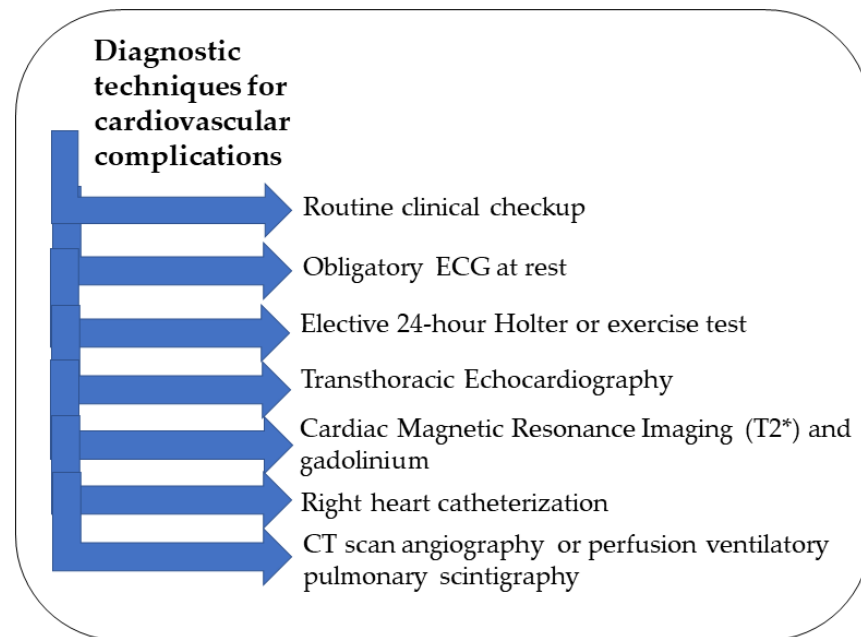 Diagnostic
techniques for
cardiovascular
complications
Routine clinical checkup
Obligatory ECG at rest
Elective 24-hour Holter or exercise test
Transthoracic Echocardiography
Cardiac Magnetic Resonance Imaging (T2*) and
gadolinium
Right heart catheterization
CT scan angiography or perfusion ventilatory
pulmonary scintigraphy